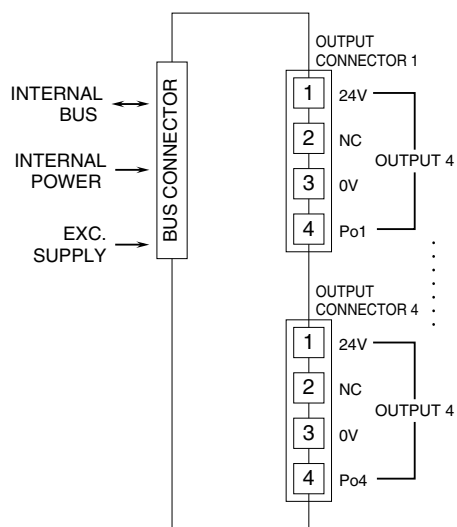 OUTPUT
CONNECTOR 1
INTERNAL
BUS
INTERNAL
POWER
EXC.
SUPPLY
BUS CONNECTOR
1 24V
2 NC
3 0V
4 Po1
OUTPUT 4
OUTPUT
CONNECTOR 4
1 24V
2 NC
3 0V
4 Po4
OUTPUT 4